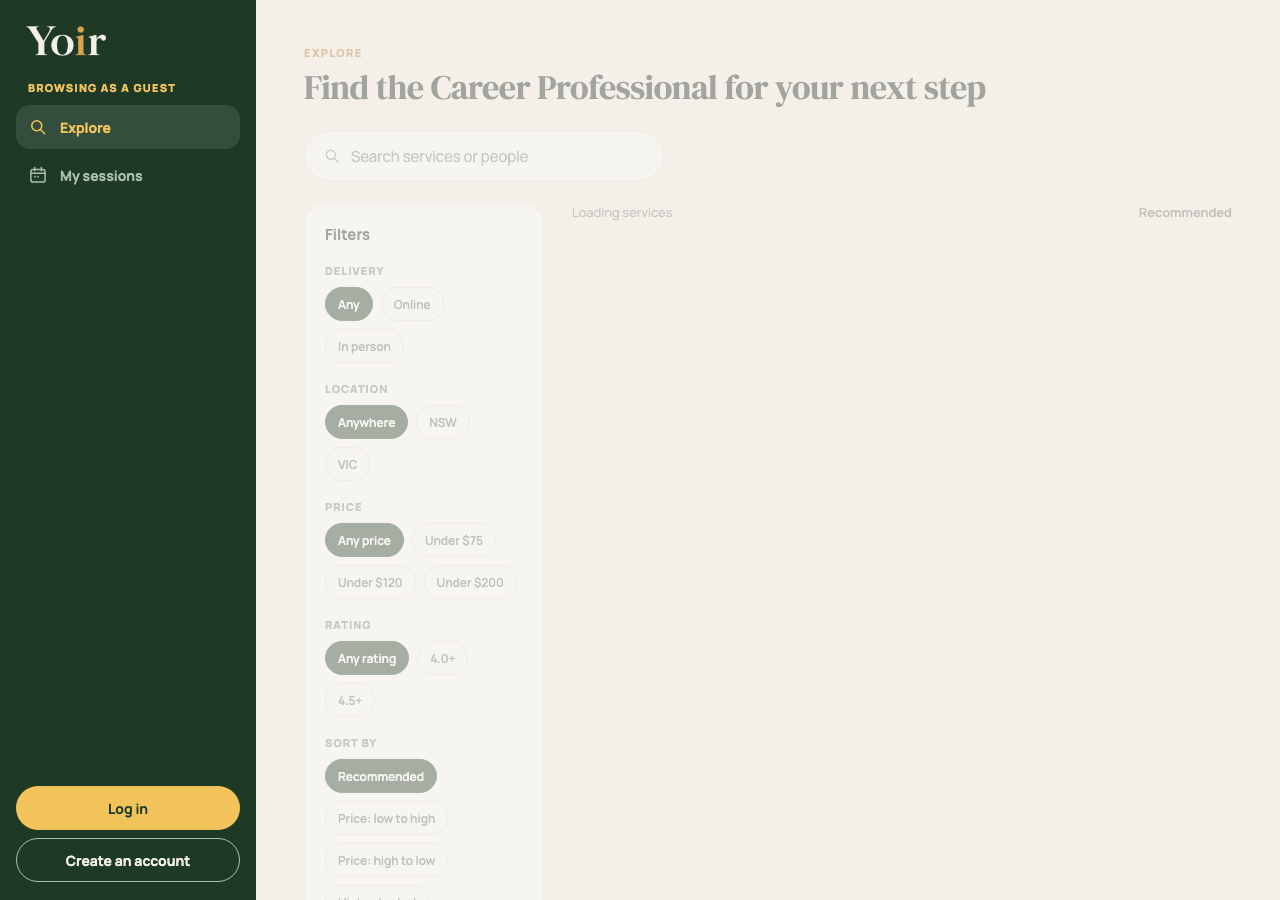 Yoir
BROWSING AS A GUEST
Explore
My sessions
Log in
Create an account
EXPLORE
Find the Career Professional for your next step
Search services or people
Filters
DELIVERY
Any
Online
In person
LOCATION
Anywhere
NSW
VIC
PRICE
Any price
Under $75
Under $120
Under $200
RATING
Any rating
4.0+
4.5+
SORT BY
Recommended
Price: low to high
Price: high to low
Loading services
Recommended